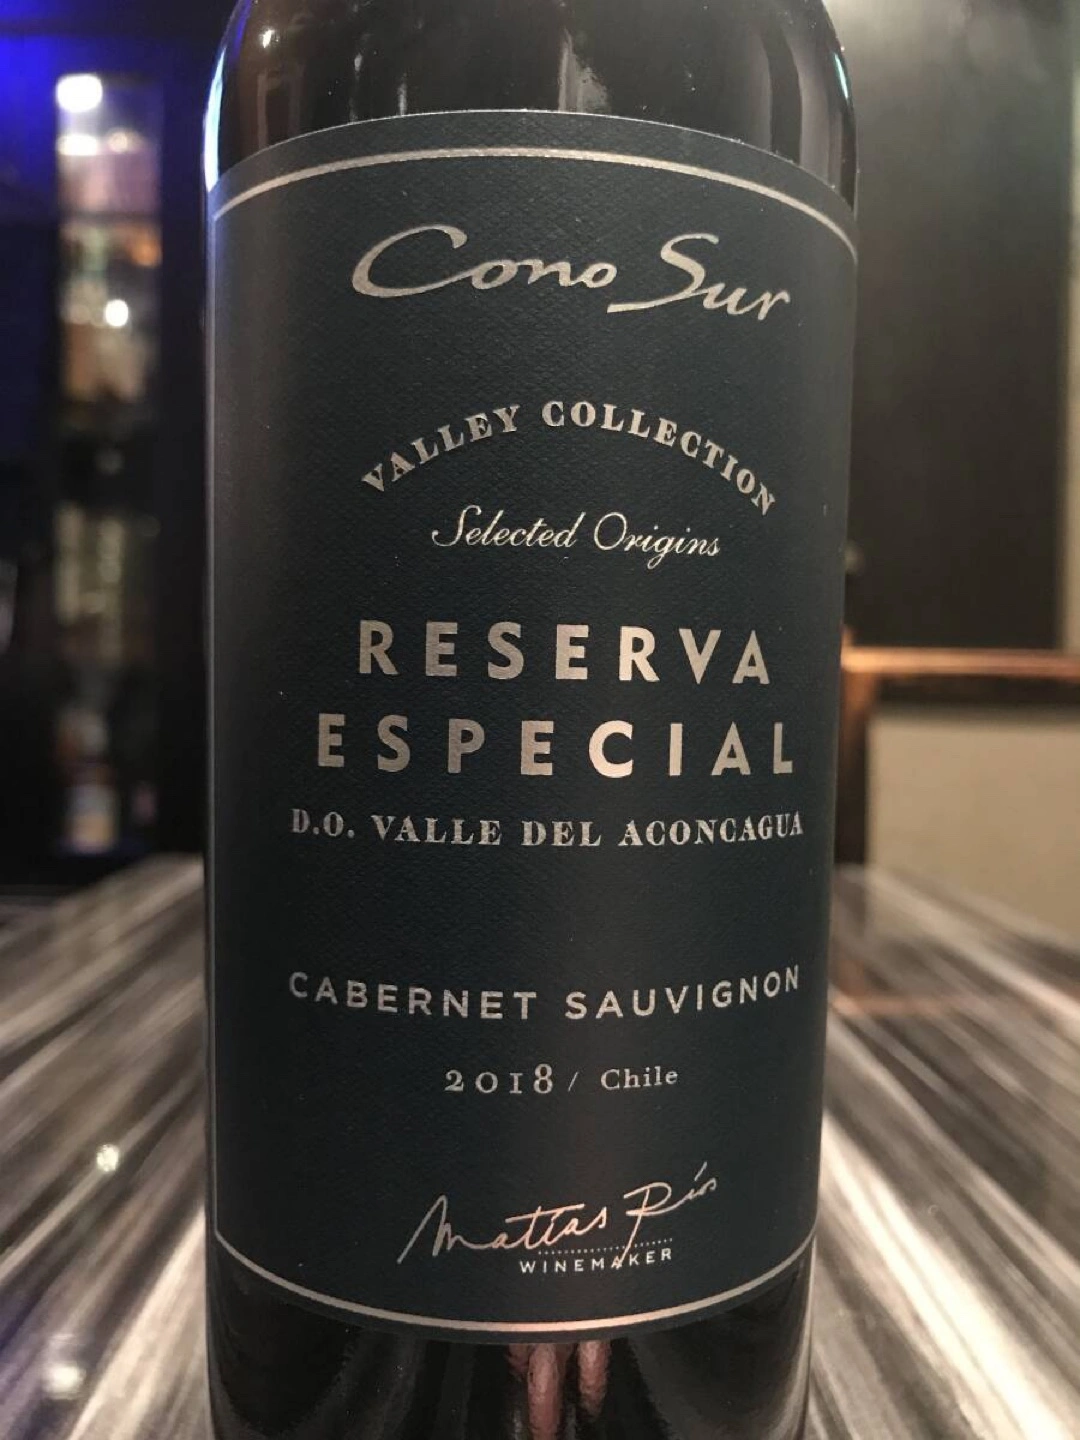 Cono Sur
VALLEY COLLECTION
Selected Origins
RESERVA
ESPECIAL
D.O. VALLE DEL ACONCAGUA
CABERNET SAUVIGNON
2018 / Chile
Matías Ríos
WINEMAKER